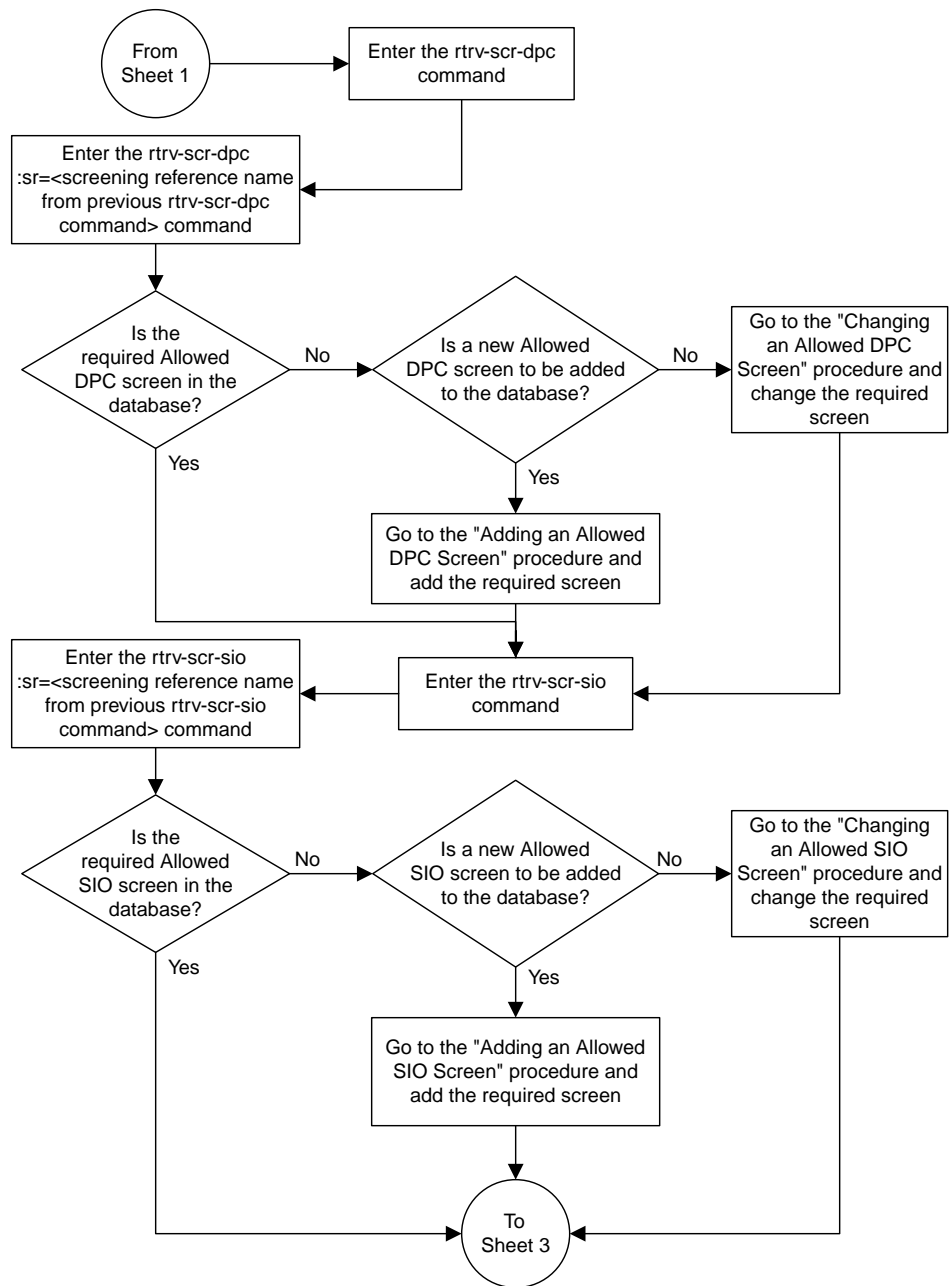 From
Sheet 1
Enter the rtrv-scr-dpc
command
Enter the rtrv-scr-dpc
:sr=<screening reference name
from previous rtrv-scr-dpc
command> command
Is the
required Allowed
DPC screen in the
database?
No
Is a new Allowed
DPC screen to be added
to the database?
No
Go to the "Changing
an Allowed DPC
Screen" procedure and
change the required
screen
Yes
Yes
Go to the "Adding an Allowed
DPC Screen" procedure and
add the required screen
Enter the rtrv-scr-sio
command
Enter the rtrv-scr-sio
:sr=<screening reference name
from previous rtrv-scr-sio
command> command
Is the
required Allowed
SIO screen in the
database?
No
Is a new Allowed
SIO screen to be added
to the database?
No
Go to the "Changing
an Allowed SIO
Screen" procedure and
change the required
screen
Yes
Yes
Go to the "Adding an Allowed
SIO Screen" procedure and
add the required screen
To
Sheet 3